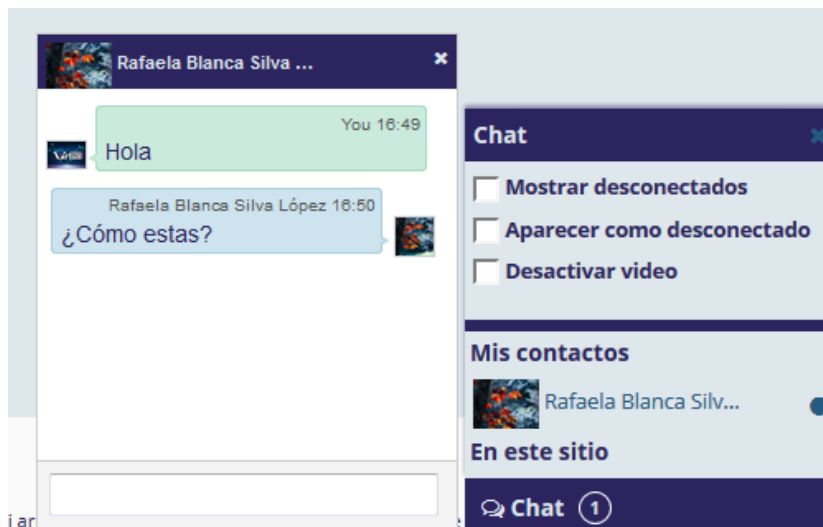 Rafaela Blanca Silva ...
You 16:49
Hola
Rafaela Blanca Silva López 16:50
¿Cómo estas?
Chat
Mostrar desconectados
Aparecer como desconectado
Desactivar video
Mis contactos
Rafaela Blanca Silv...
En este sitio
Chat 1